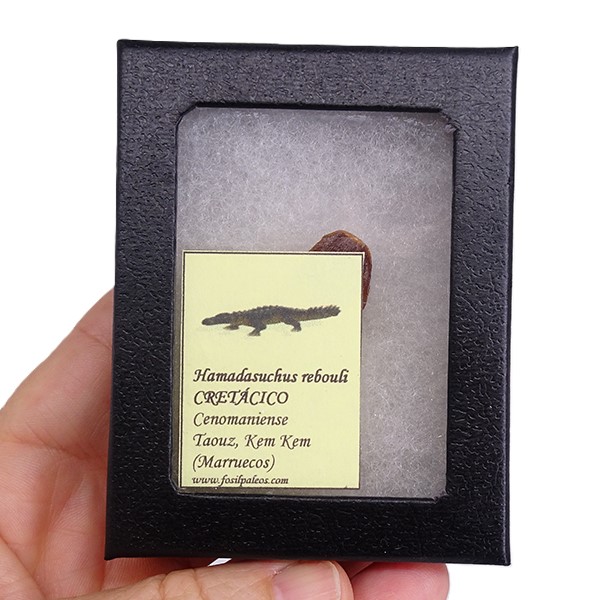 Hamadasuchus rebouli
CRETÁCICO
Cenomaniense
Taouz, Kem Kem
(Marruecos)
www.fosilpaleos.com